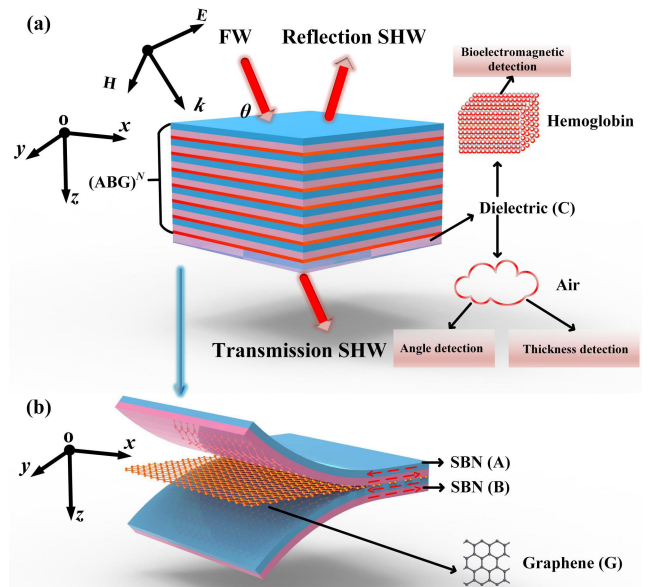 (a)
E
FW
Reflection SHW
Bioelectromagnetic
detection
H
k
θ
Hemoglobin
o
x
y
z
(ABG)^N
Dielectric (C)
Air
Transmission SHW
Angle detection
Thickness detection
(b)
o
x
y
z
SBN (A)
SBN (B)
Graphene (G)